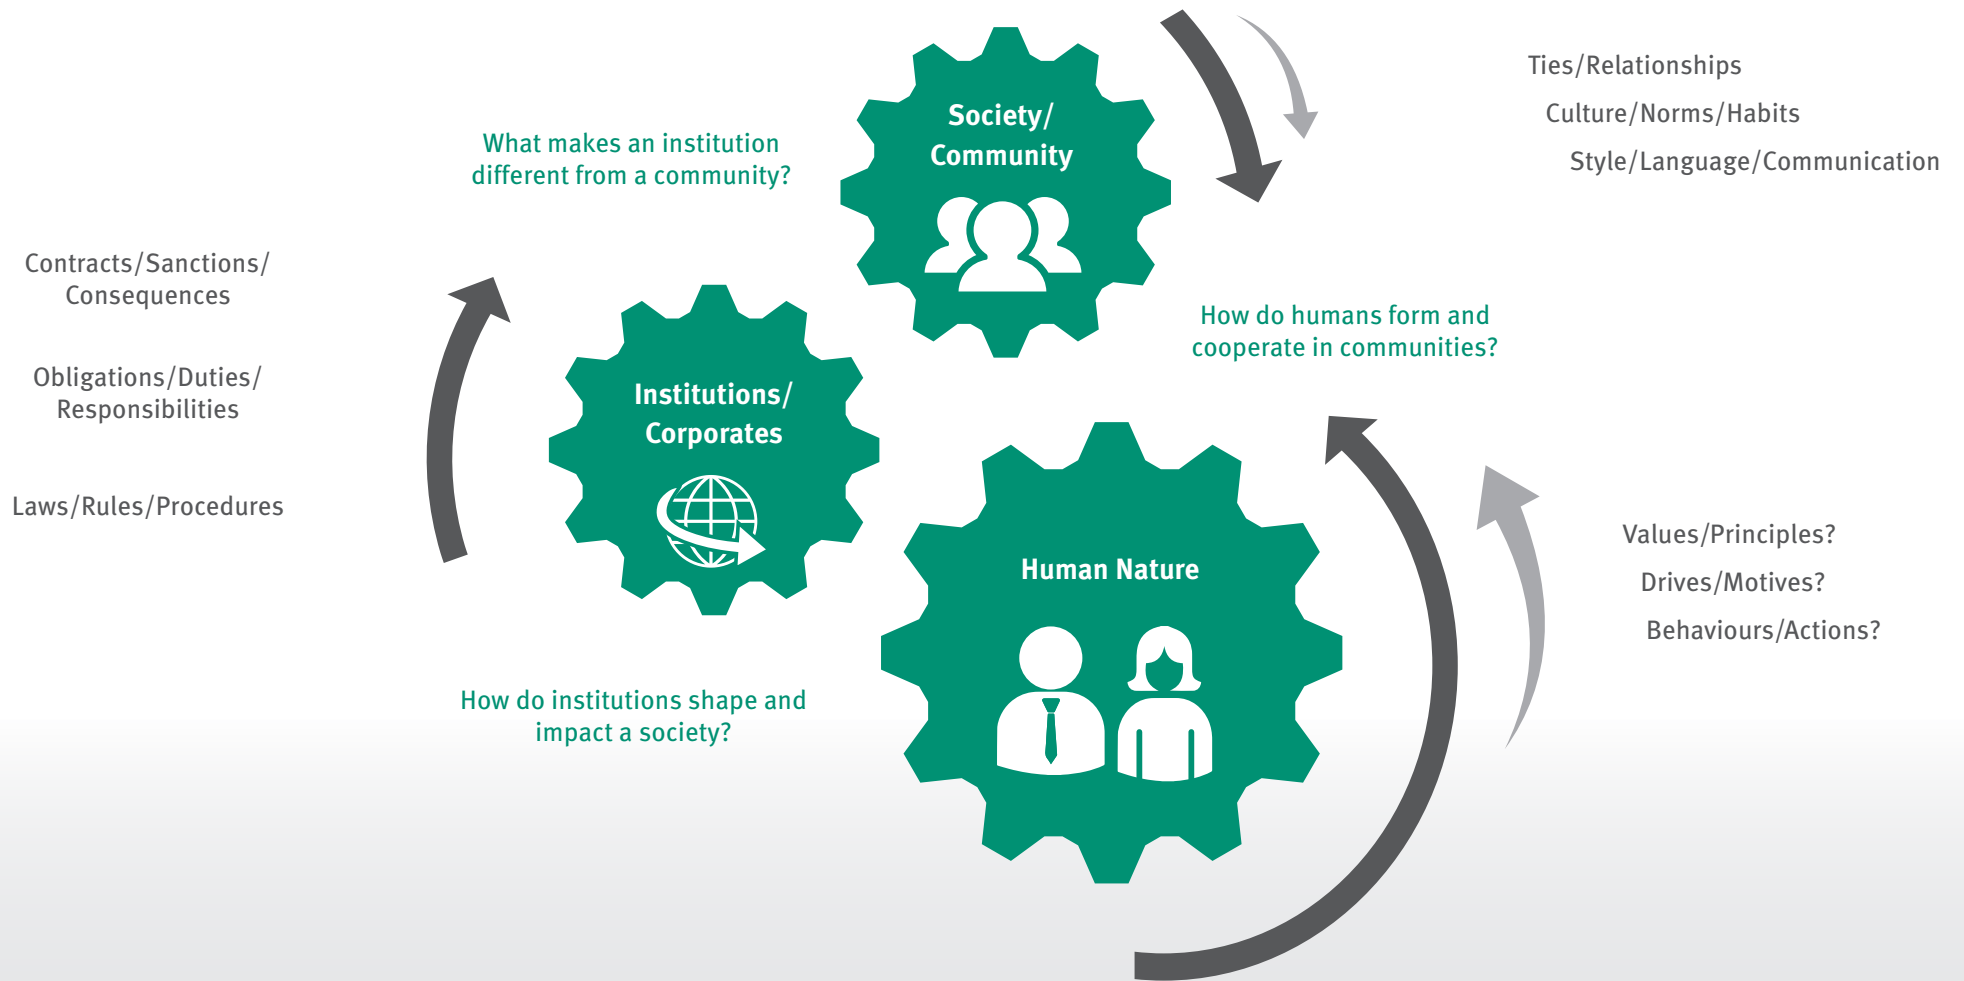 Society/
Community
Ties/Relationships
Culture/Norms/Habits
Style/Language/Communication
What makes an institution
different from a community?
Contracts/Sanctions/
Consequences
Obligations/Duties/
Responsibilities
Laws/Rules/Procedures
Institutions/
Corporates
How do humans form and
cooperate in communities?
Human Nature
Values/Principles?
Drives/Motives?
Behaviours/Actions?
How do institutions shape and
impact a society?